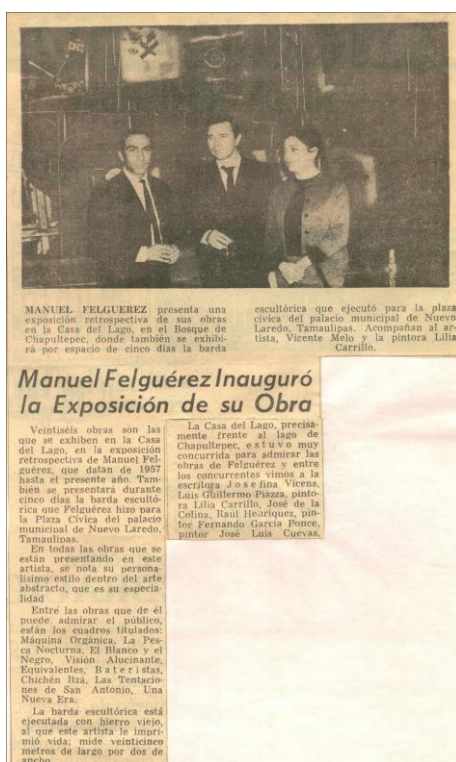 MANUEL FELGUEREZ presenta una
exposición retrospectiva de sus obras
en la Casa del Lago, en el Bosque de
Chapultepec, donde también se exhibi-
rá por espacio de cinco días la barda
escultórica que ejecutó para la plaza
cívica del palacio municipal de Nuevo
Laredo, Tamaulipas. Acompañan al ar-
tista, Vicente Melo y la pintora Lilia
Carrillo.
Manuel Felguérez Inauguró
la Exposición de su Obra
Veintiséis obras son las
que se exhiben en la Casa
del Lago, en la exposición
retrospectiva de Manuel Fel-
guérez, que datan de 1957
hasta el presente año. Tam-
bién se presentará durante
cinco días la barda escultó-
rica que Felguérez hizo para
la Plaza Cívica del palacio
municipal de Nuevo Laredo,
Tamaulipas.
En todas las obras que se
están presentando en este
artista, se nota su persona-
lísimo estilo dentro del arte
abstracto, que es su especia-
lidad
Entre las obras que de él
puede admirar el público,
están los cuadros titulados:
Máquina Orgánica, La Pes-
ca Nocturna, El Blanco y el
Negro, Visión Alucinante,
Equivalentes, Bateristas,
Chichén Itzá, Las Tentacio-
nes de San Antonio, Una
Nueva Era.
La barda escultórica está
ejecutada con hierro viejo,
al que este artista le impri-
mió vida; mide veinticinco
metros de largo por dos de
ancho.
La Casa del Lago, precisa-
mente frente al lago de
Chapultepec, estuvo muy
concurrida para admirar las
obras de Felguérez y entre
los concurrentes vimos a la
escritora Josefina Vicens,
Luis Guillermo Piazza, pinto-
ra Lilia Carrillo, José de la
Colina, Raúl Henríquez, pin-
tor Fernando García Ponce,
pintor José Luis Cuevas,